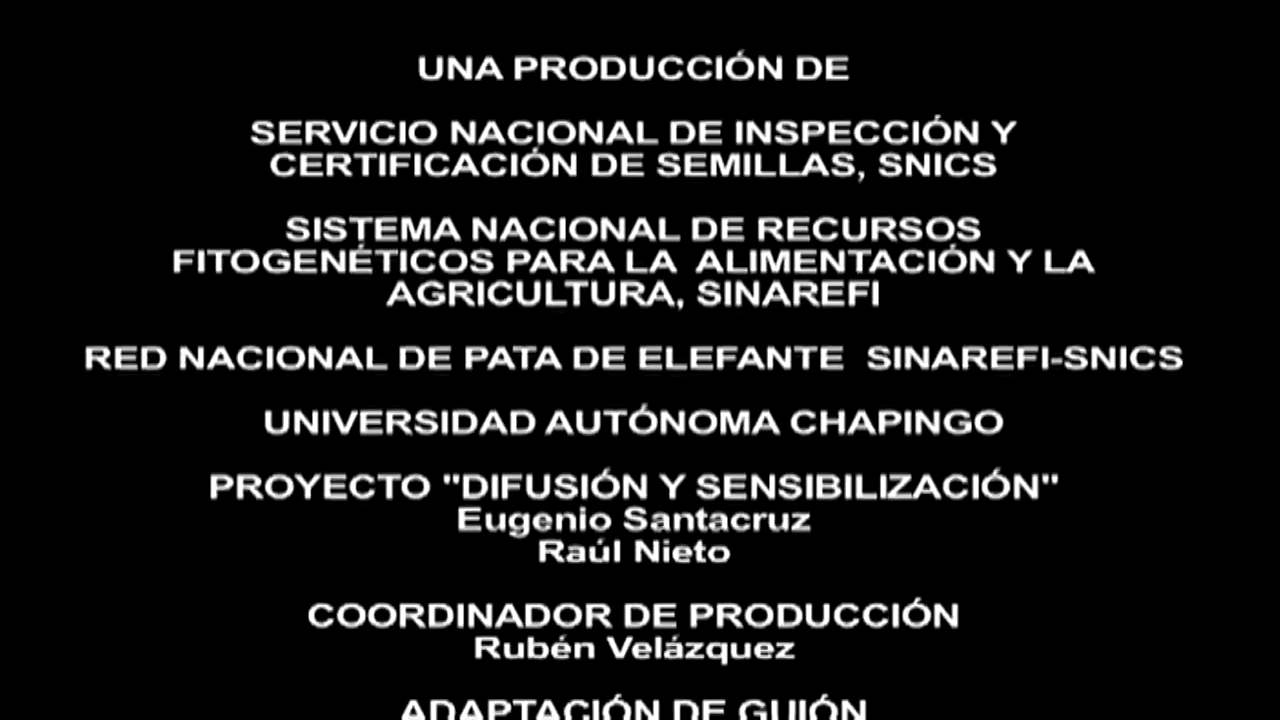 UNA PRODUCCIÓN DE
SERVICIO NACIONAL DE INSPECCIÓN Y
CERTIFICACIÓN DE SEMILLAS, SNICS
SISTEMA NACIONAL DE RECURSOS
FITOGENÉTICOS PARA LA ALIMENTACIÓN Y LA
AGRICULTURA, SINAREFI
RED NACIONAL DE PATA DE ELEFANTE SINAREFI-SNICS
UNIVERSIDAD AUTÓNOMA CHAPINGO
PROYECTO "DIFUSIÓN Y SENSIBILIZACIÓN"
Eugenio Santacruz
Raúl Nieto
COORDINADOR DE PRODUCCIÓN
Rubén Velázquez
ADAPTACIÓN DE GUIÓN